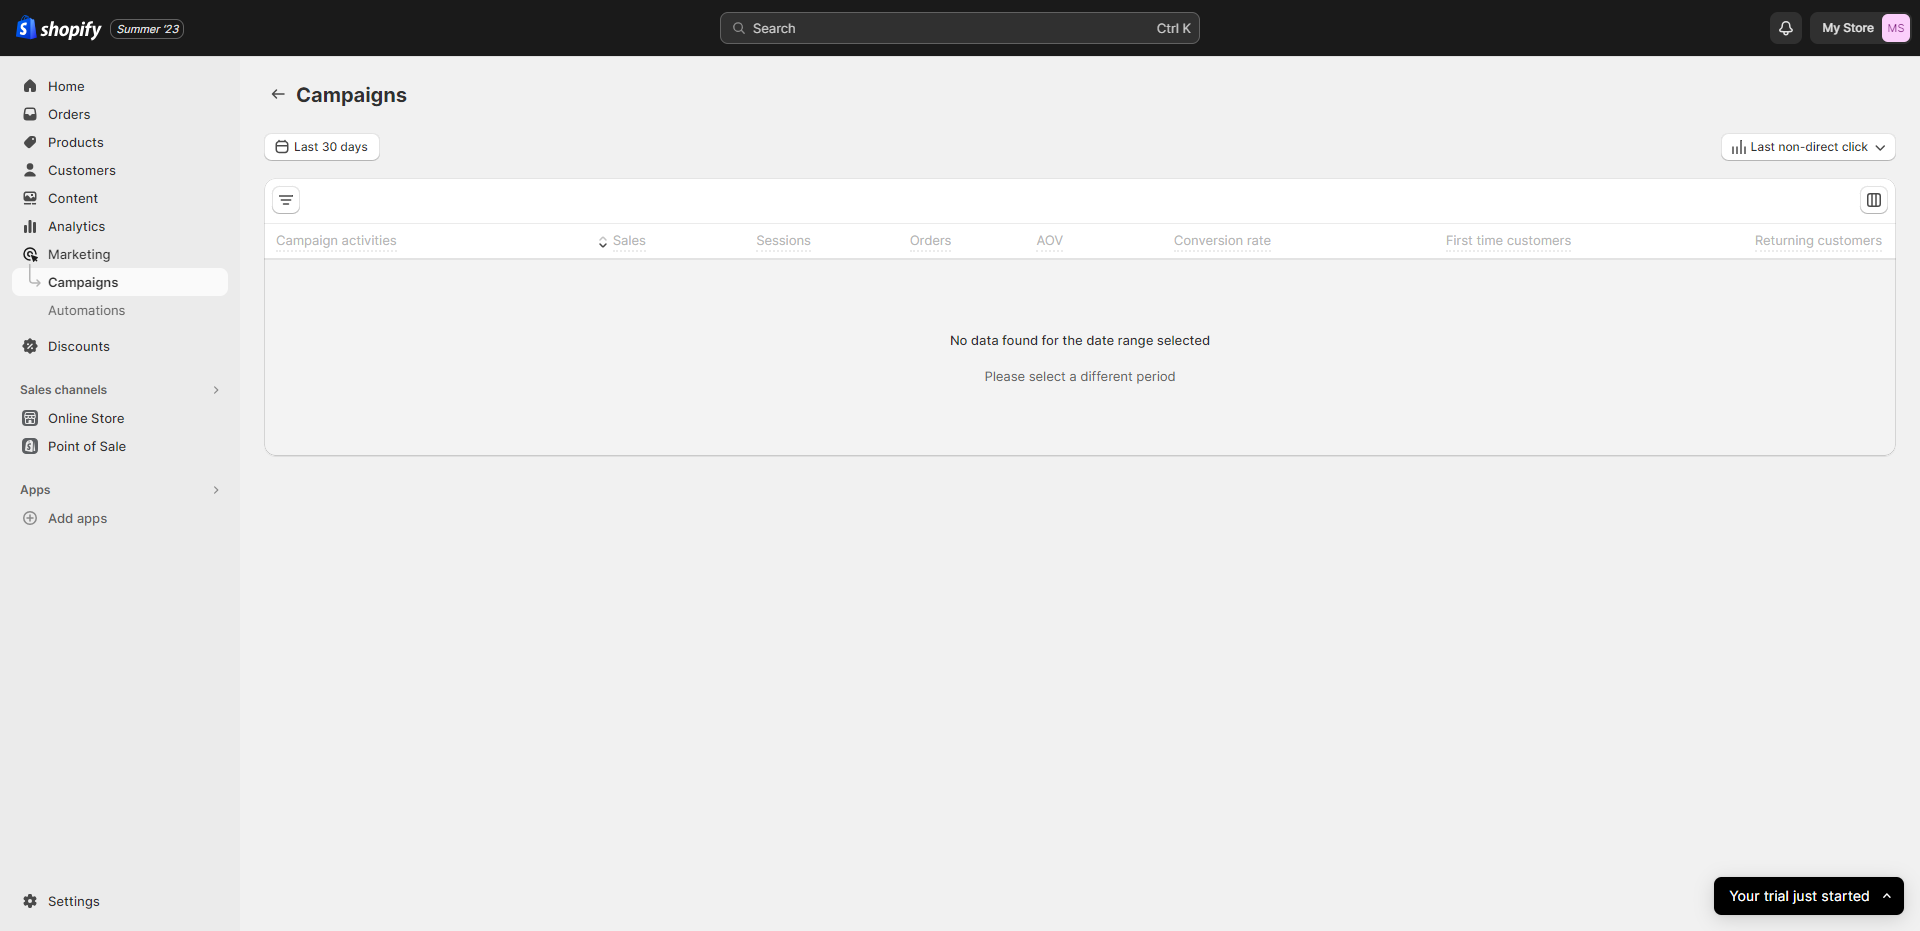 shopify Summer '23
Search Ctrl K
My Store MS
Home
Orders
Products
Customers
Content
Analytics
Marketing
Campaigns
Automations
Discounts
Sales channels
Online Store
Point of Sale
Apps
Add apps
Settings
Campaigns
Last 30 days
Last non-direct click
Campaign activities Sales Sessions Orders AOV Conversion rate First time customers Returning customers
No data found for the date range selected
Please select a different period
Your trial just started